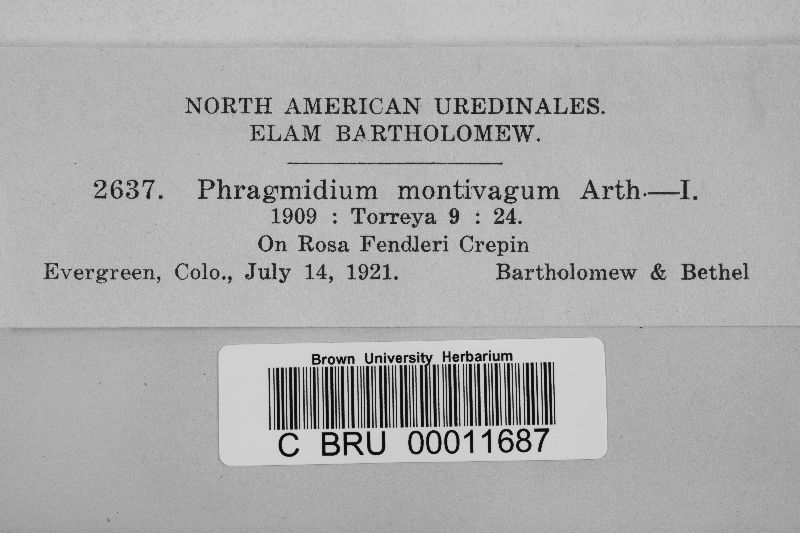 NORTH AMERICAN UREDINALES.
ELAM BARTHOLOMEW.
2637. Phragmidium montivagum Arth.—I.
1909 : Torreya 9 : 24.
On Rosa Fendleri Crepin
Evergreen, Colo., July 14, 1921. Bartholomew & Bethel
Brown University Herbarium
C BRU 00011687